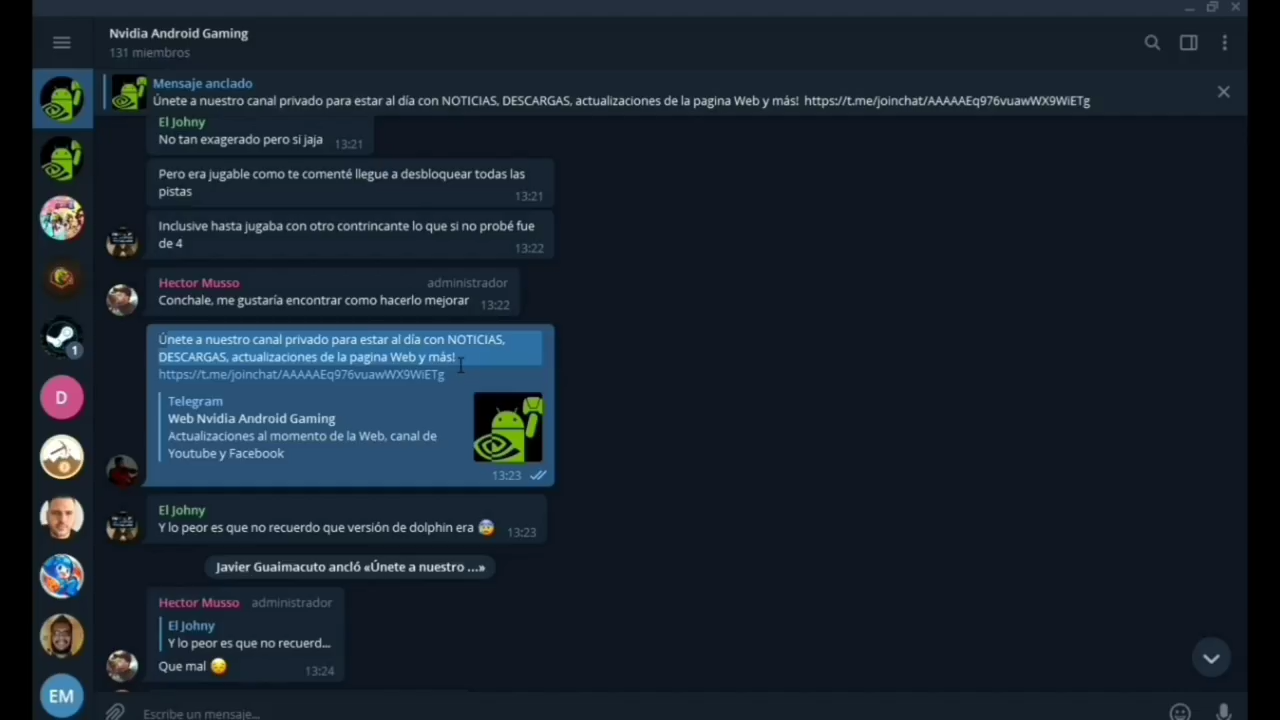 Nvidia Android Gaming
131 miembros
Mensaje anclado
Únete a nuestro canal privado para estar al día con NOTICIAS, DESCARGAS, actualizaciones de la pagina Web y más! https://t.me/joinchat/AAAAAEq976vuawWX9WiETg
El Johny
No tan exagerado pero si jaja 13:21
Pero era jugable como te comenté llegue a desbloquear todas las
pistas
13:21
Inclusive hasta jugaba con otro contrincante lo que si no probé fue
de 4
13:22
Hector Musso administrador
Conchale, me gustaría encontrar como hacerlo mejorar 13:22
Únete a nuestro canal privado para estar al día con NOTICIAS,
DESCARGAS, actualizaciones de la pagina Web y más!
https://t.me/joinchat/AAAAAEq976vuawWX9WiETg
Telegram
Web Nvidia Android Gaming
Actualizaciones al momento de la Web, canal de
Youtube y Facebook
13:23
El Johny
Y lo peor es que no recuerdo que versión de dolphin era 😰 13:23
Javier Guaimacuto ancló «Únete a nuestro ...»
Hector Musso administrador
El Johny
Y lo peor es que no recuerd...
Que mal 😔 13:24
Escribe un mensaje...
1
D
EM